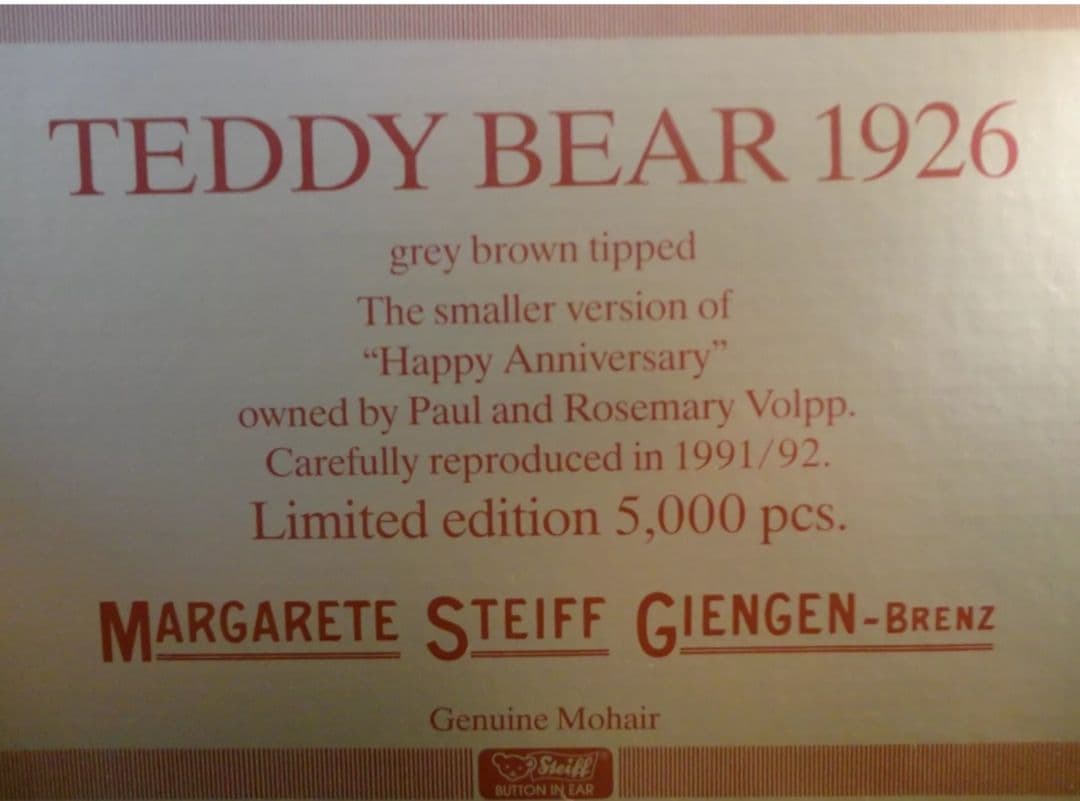 TEDDY BEAR 1926
grey brown tipped
The smaller version of
“Happy Anniversary”
owned by Paul and Rosemary Volpp.
Carefully reproduced in 1991/92.
Limited edition 5,000 pcs.
MARGARETE STEIFF GIENGEN-BRENZ
Genuine Mohair
Steiff
BUTTON IN EAR